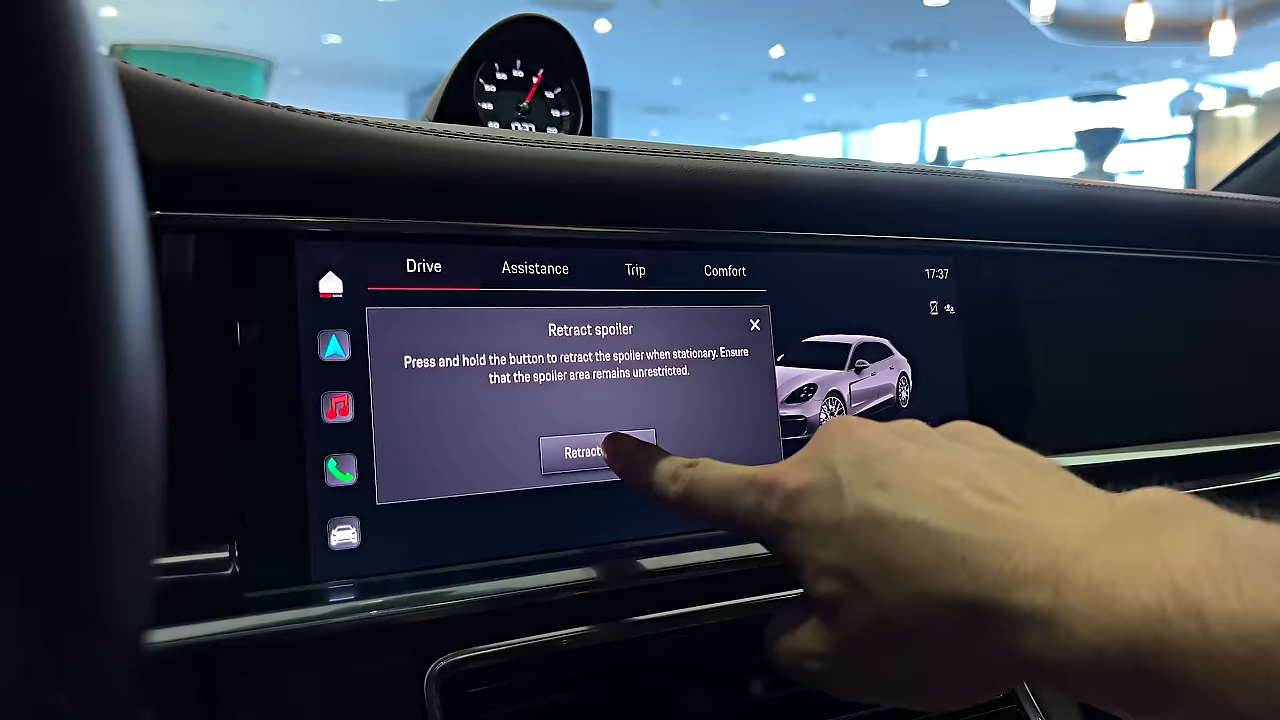 Drive Assistance Trip Comfort
17:37
Retract spoiler
Press and hold the button to retract the spoiler when stationary. Ensure
that the spoiler area remains unrestricted.
Retract